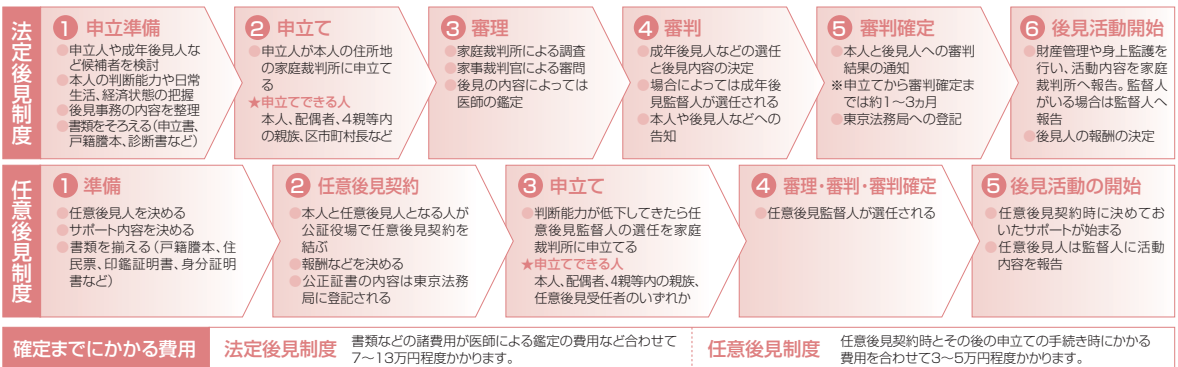 法定後見制度
1 申立準備
●申立人や成年後見人な
ど候補者を検討
●本人の判断能力や日常
生活、経済状態の把握
●後見事務の内容を整理
●書類をそろえる(申立書、
戸籍謄本、診断書など)
2 申立て
●申立人が本人の住所地
の家庭裁判所に申立て
る
★申立てできる人
本人、配偶者、4親等内
の親族、区市町村長など
3 審理
●家庭裁判所による調査
●家事裁判官による審問
●後見の内容によっては
医師の鑑定
4 審判
●成年後見人などの選任
と後見内容の決定
●場合によっては成年後
見監督人が選任される
●本人や後見人などへの
告知
5 審判確定
●本人と後見人への審判
結果の通知
※申立てから審判確定ま
では約1〜3ヵ月
●東京法務局への登記
6 後見活動開始
●財産管理や身上監護を
行い、活動内容を家庭
裁判所へ報告。監督人
がいる場合は監督人へ
報告
●後見人の報酬の決定
任意後見制度
1 準備
●任意後見人を決める
●サポート内容を決める
●書類を揃える(戸籍謄本、住
民票、印鑑証明書、身分証明
書など)
2 任意後見契約
●本人と任意後見人となる人が
公証役場で任意後見契約を
結ぶ
●報酬などを決める
●公正証書の内容は東京法務
局に登記される
3 申立て
●判断能力が低下してきたら任
意後見監督人の選任を家庭
裁判所に申立てる
★申立てできる人
本人、配偶者、4親等内の親族、
任意後見受任者のいずれか
4 審理・審判・審判確定
●任意後見監督人が選任される
5 後見活動の開始
●任意後見契約時に決めてお
いたサポートが始まる
●任意後見人は監督人に活動
内容を報告
確定までにかかる費用
法定後見制度
書類などの諸費用が医師による鑑定の費用など合わせて
7〜13万円程度かかります。
任意後見制度
任意後見契約時とその後の申立ての手続き時にかかる
費用を合わせて3〜5万円程度かかります。